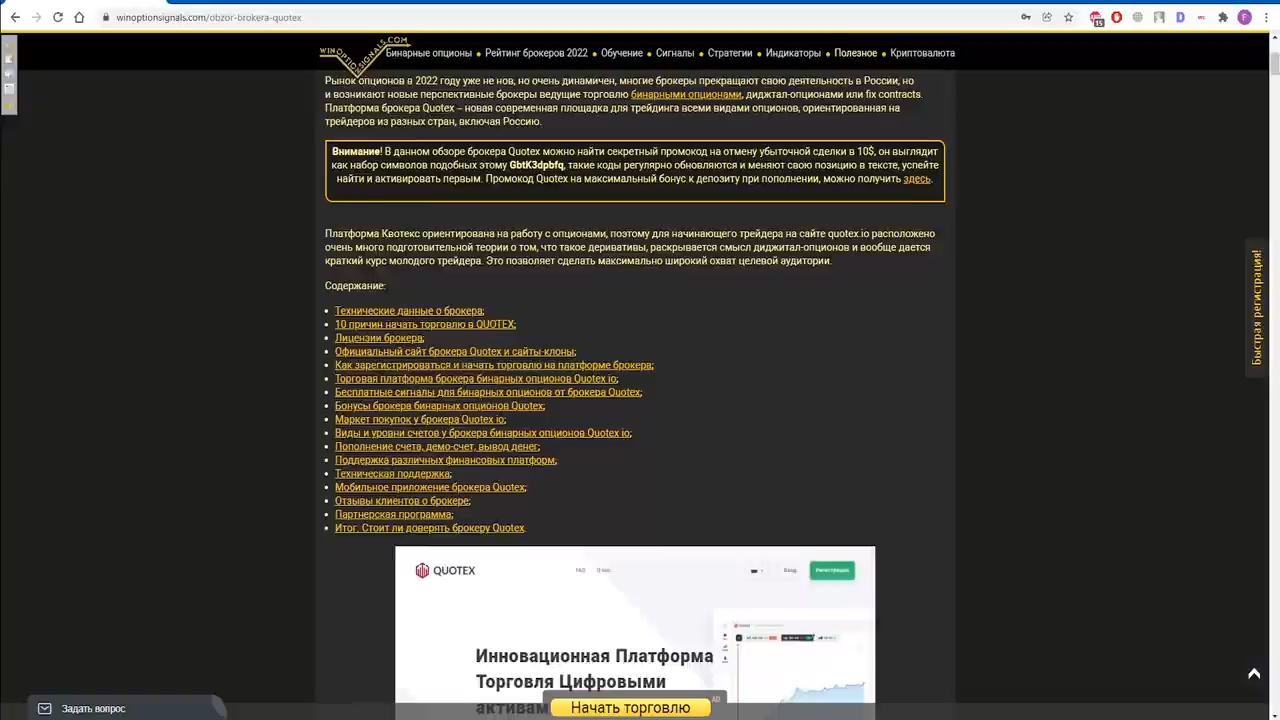 winoptionsignals.com/obzor-brokera-quotex
15
F
WINOPTIONSIGNALS.COM
Бинарные опционы • Рейтинг брокеров 2022 • Обучение • Сигналы • Стратегии • Индикаторы • Полезное • Криптовалюта
Рынок опционов в 2022 году уже не нов, но очень динамичен, многие брокеры прекращают свою деятельность в России, но
и возникают новые перспективные брокеры ведущие торговлю бинарными опционами, диджтал-опционами или fix contracts.
Платформа брокера Quotex – новая современная площадка для трейдинга всеми видами опционов, ориентированная на
трейдеров из разных стран, включая Россию.
Внимание! В данном обзоре брокера Quotex можно найти секретный промокод на отмену убыточной сделки в 10$, он выглядит
как набор символов подобных этому GbtK3dpbfq, такие коды регулярно обновляются и меняют свою позицию в тексте, успейте
найти и активировать первым. Промокод Quotex на максимальный бонус к депозиту при пополнении, можно получить здесь.
Платформа Квотекс ориентирована на работу с опционами, поэтому для начинающего трейдера на сайте quotex.io расположено
очень много подготовительной теории о том, что такое деривативы, раскрывается смысл диджитал-опционов и вообще дается
краткий курс молодого трейдера. Это позволяет сделать максимально широкий охват целевой аудитории.
Содержание:
• Технические данные о брокера;
• 10 причин начать торговлю в QUOTEX;
• Лицензии брокера;
• Официальный сайт брокера Quotex и сайты-клоны;
• Как зарегистрироваться и начать торговлю на платформе брокера;
• Торговая платформа брокера бинарных опционов Quotex io;
• Бесплатные сигналы для бинарных опционов от брокера Quotex;
• Бонусы брокера бинарных опционов Quotex;
• Маркет покупок у брокера Quotex io;
• Виды и уровни счетов у брокера бинарных опционов Quotex io;
• Пополнение счета, демо-счет, вывод денег;
• Поддержка различных финансовых платформ;
• Техническая поддержка;
• Мобильное приложение брокера Quotex;
• Отзывы клиентов о брокере;
• Партнерская программа;
• Итог. Стоит ли доверять брокеру Quotex.
Быстрая регистрация!
QUOTEX
FAQ О нас Вход Регистрация
Инновационная Платформа
Торговля Цифровыми
активам
Начать торговлю
Задать вопрос